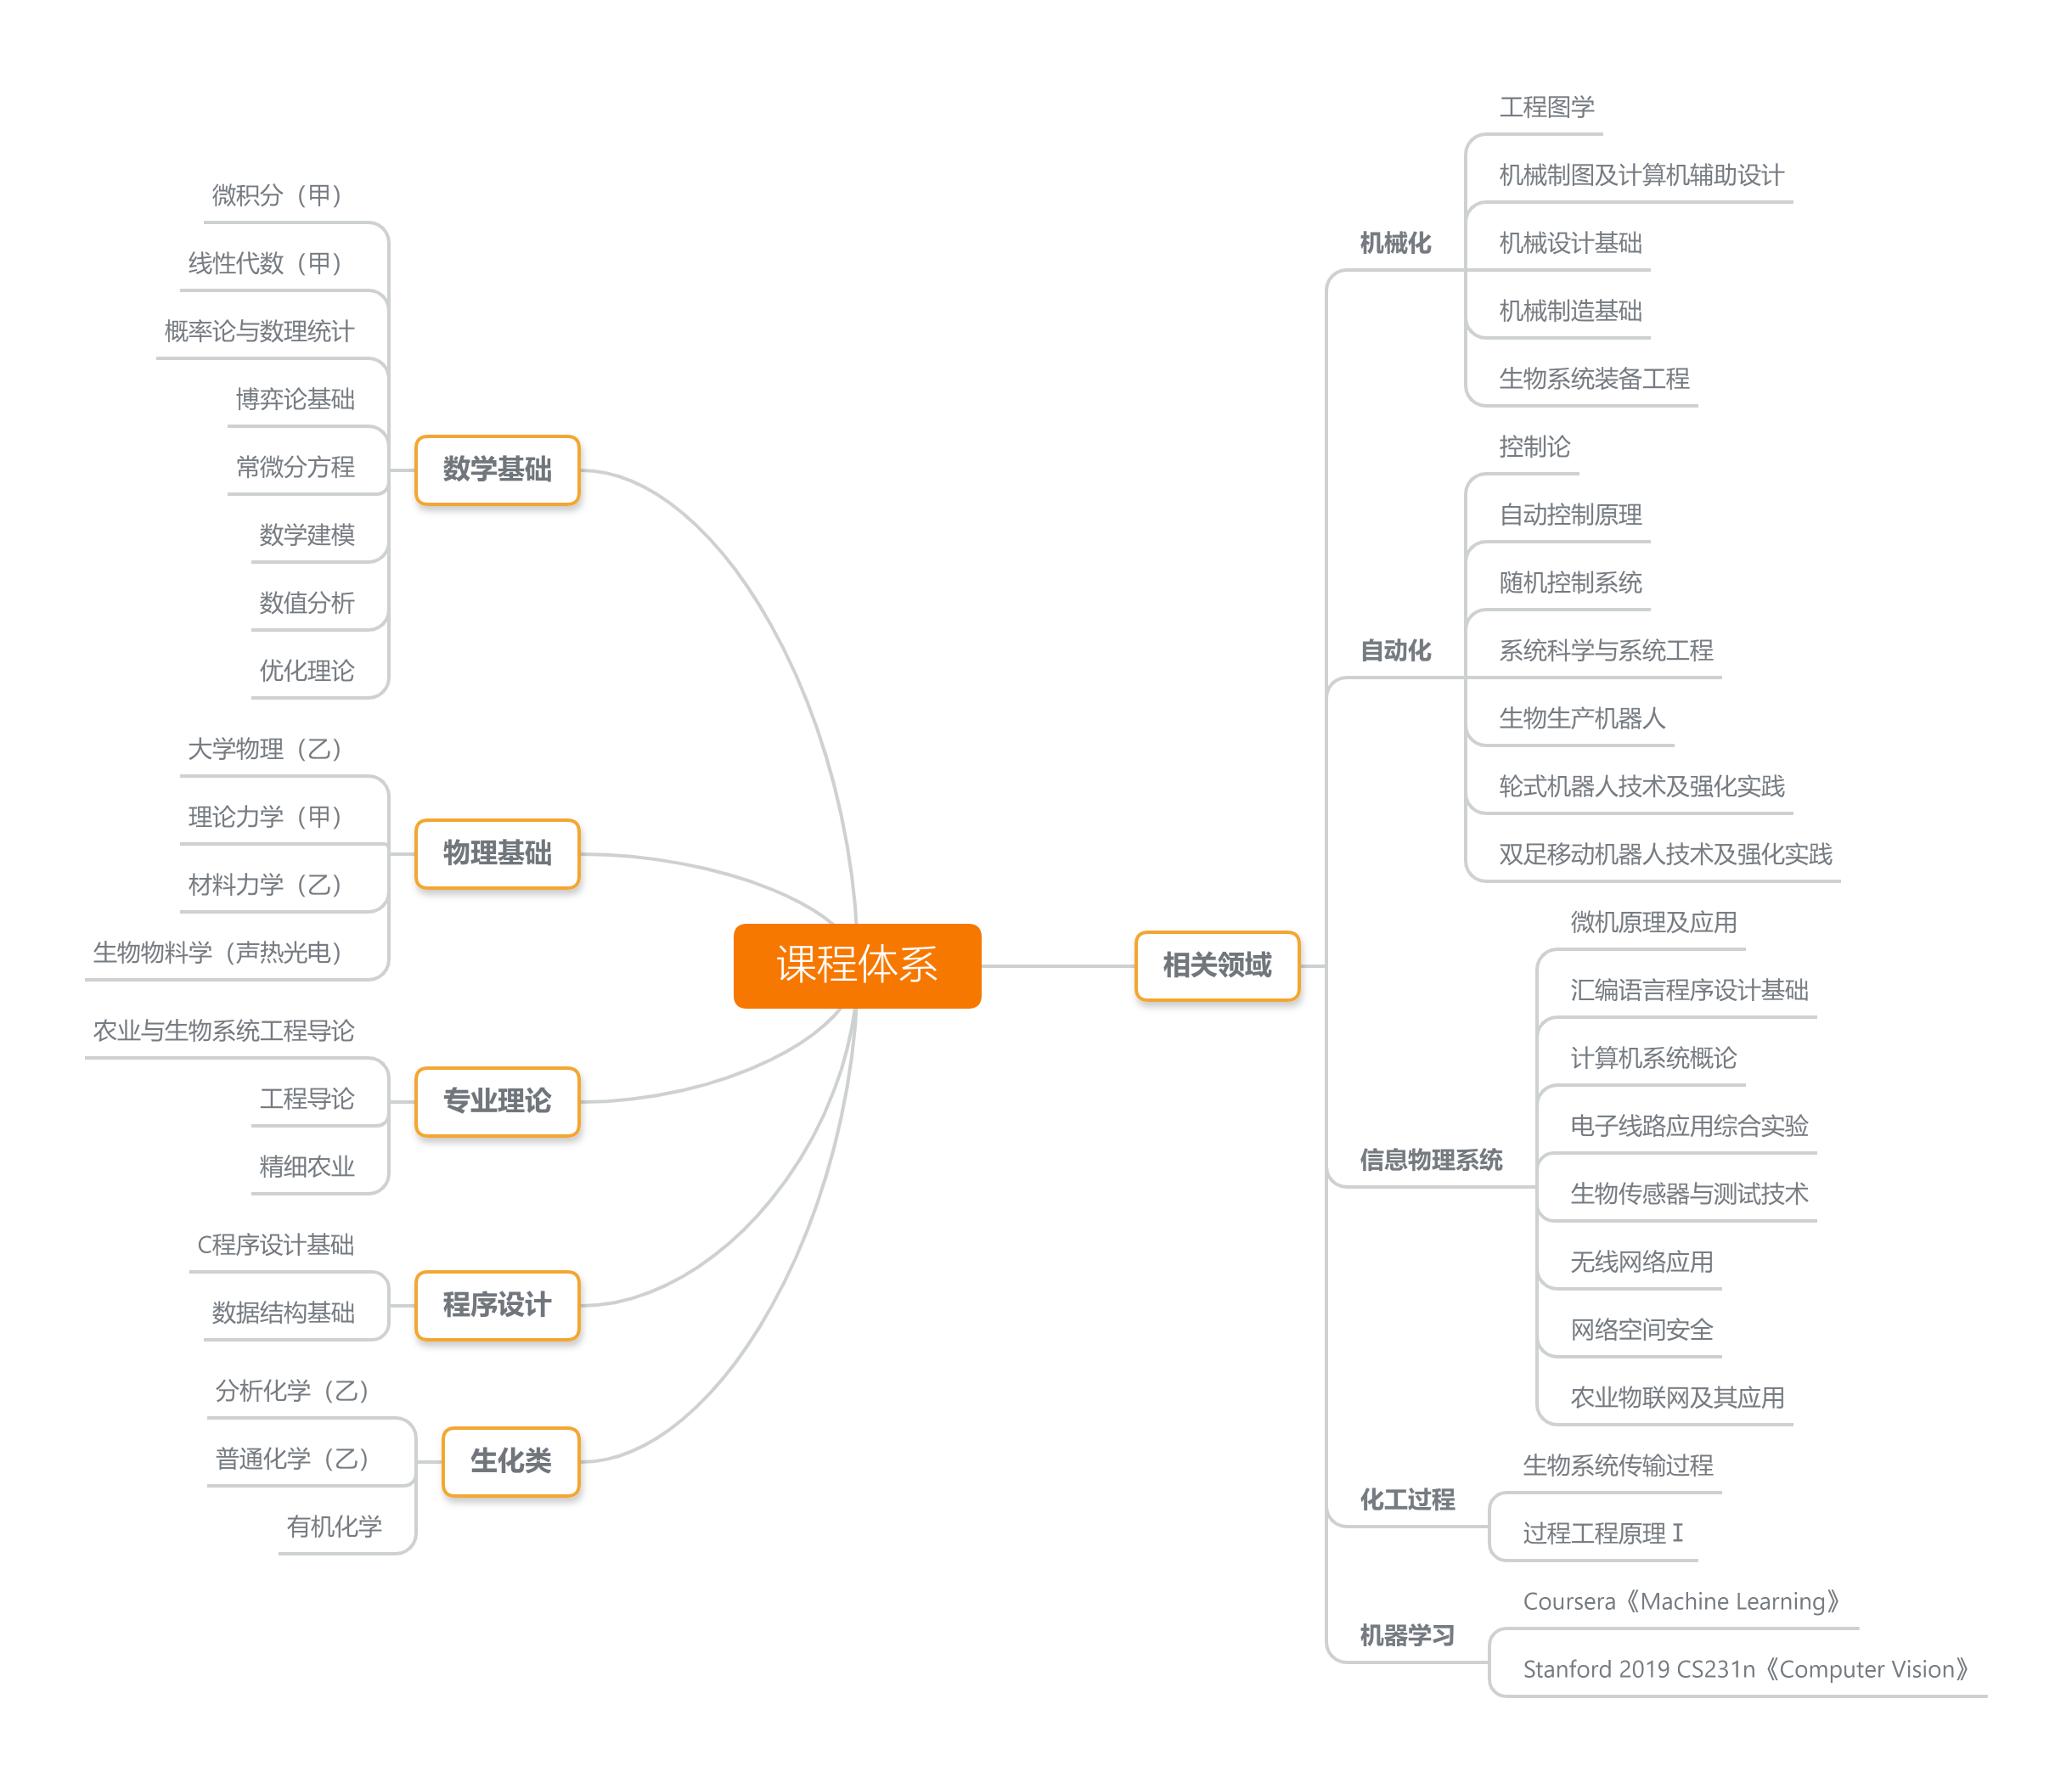 课程体系
数学基础
微积分（甲）
线性代数（甲）
概率论与数理统计
博弈论基础
常微分方程
数学建模
数值分析
优化理论
物理基础
大学物理（乙）
理论力学（甲）
材料力学（乙）
生物物料学（声热光电）
专业理论
农业与生物系统工程导论
工程导论
精细农业
程序设计
C程序设计基础
数据结构基础
生化类
分析化学（乙）
普通化学（乙）
有机化学
相关领域
机械化
工程图学
机械制图及计算机辅助设计
机械设计基础
机械制造基础
生物系统装备工程
自动化
控制论
自动控制原理
随机控制系统
系统科学与系统工程
生物生产机器人
轮式机器人技术及强化实践
双足移动机器人技术及强化实践
信息物理系统
微机原理及应用
汇编语言程序设计基础
计算机系统概论
电子线路应用综合实验
生物传感器与测试技术
无线网络应用
网络空间安全
农业物联网及其应用
化工过程
生物系统传输过程
过程工程原理Ⅰ
机器学习
Coursera《Machine Learning》
Stanford 2019 CS231n《Computer Vision》